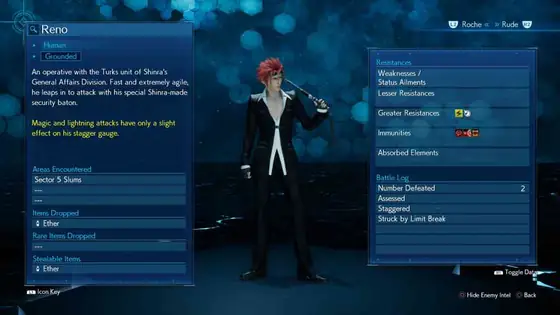 Reno
Human
Grounded
An operative with the Turks unit of Shinra's
General Affairs Division. Fast and extremely agile,
he leaps in to attack with his special Shinra-made
security baton.
Magic and lightning attacks have only a slight
effect on his stagger gauge.
Areas Encountered
Sector 5 Slums
---
---
Items Dropped
Ether
Rare Items Dropped
---
Stealable Items
Ether
Icon Key
L2 Roche Rude R2
Resistances
Weaknesses /
Status Ailments
Lesser Resistances
Greater Resistances
Immunities
Absorbed Elements
Battle Log
Number Defeated 2
Assessed
Staggered
Struck by Limit Break
Toggle Data
Hide Enemy Intel Back